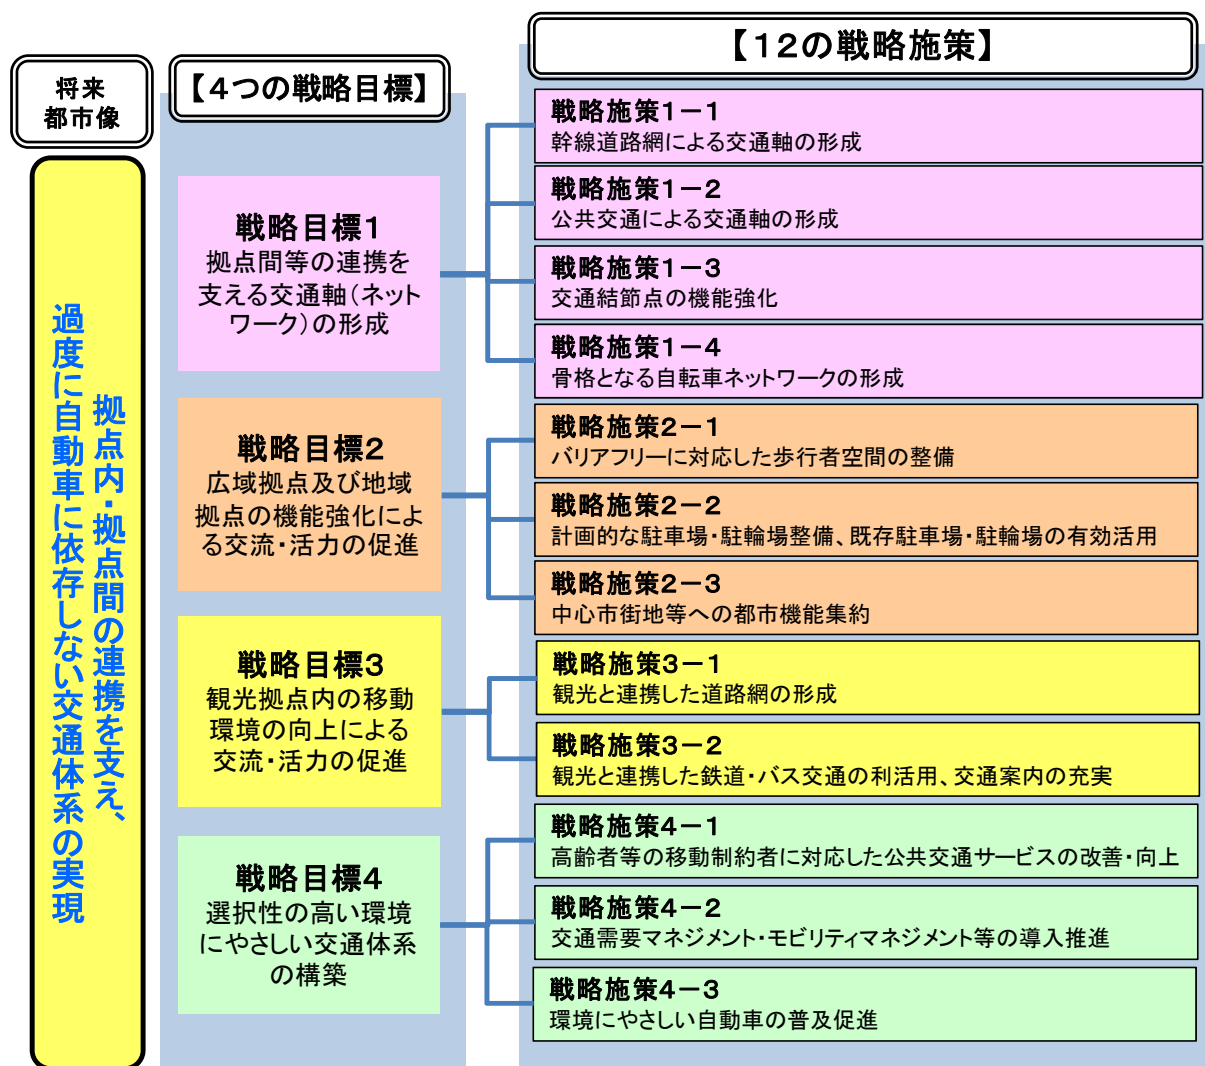 将来
都市像
拠点内・拠点間の連携を支え、
過度に自動車に依存しない交通体系の実現
【4つの戦略目標】
戦略目標1
拠点間等の連携を
支える交通軸(ネット
ワーク)の形成
戦略目標2
広域拠点及び地域
拠点の機能強化によ
る交流・活力の促進
戦略目標3
観光拠点内の移動
環境の向上による
交流・活力の促進
戦略目標4
選択性の高い環境
にやさしい交通体系
の構築
【12の戦略施策】
戦略施策1-1
幹線道路網による交通軸の形成
戦略施策1-2
公共交通による交通軸の形成
戦略施策1-3
交通結節点の機能強化
戦略施策1-4
骨格となる自転車ネットワークの形成
戦略施策2-1
バリアフリーに対応した歩行者空間の整備
戦略施策2-2
計画的な駐車場・駐輪場整備、既存駐車場・駐輪場の有効活用
戦略施策2-3
中心市街地等への都市機能集約
戦略施策3-1
観光と連携した道路網の形成
戦略施策3-2
観光と連携した鉄道・バス交通の利活用、交通案内の充実
戦略施策4-1
高齢者等の移動制約者に対応した公共交通サービスの改善・向上
戦略施策4-2
交通需要マネジメント・モビリティマネジメント等の導入推進
戦略施策4-3
環境にやさしい自動車の普及促進